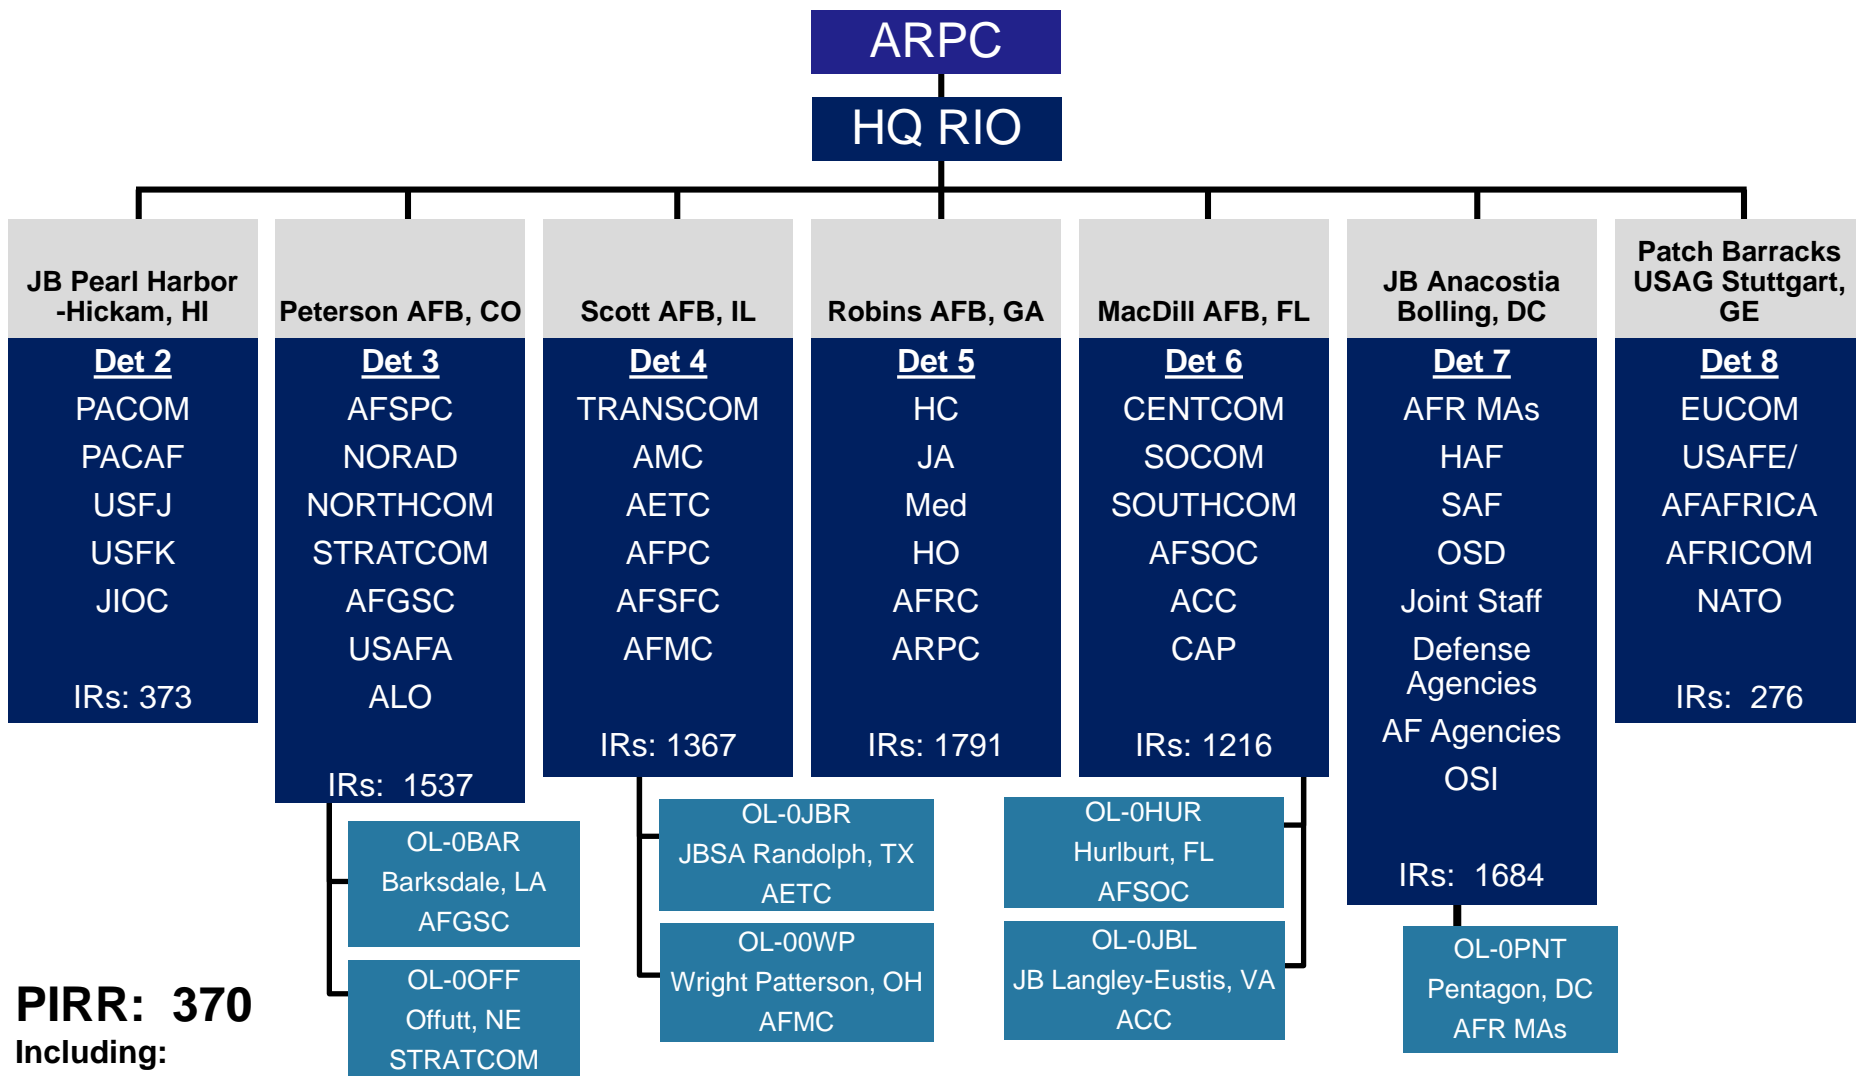 ARPC
HQ RIO
JB Pearl Harbor
-Hickam, HI
Det 2
PACOM
PACAF
USFJ
USFK
JIOC
IRs: 373
Peterson AFB, CO
Det 3
AFSPC
NORAD
NORTHCOM
STRATCOM
AFGSC
USAFA
ALO
IRs: 1537
OL-0BAR
Barksdale, LA
AFGSC
OL-0OFF
Offutt, NE
STRATCOM
Scott AFB, IL
Det 4
TRANSCOM
AMC
AETC
AFPC
AFSFC
AFMC
IRs: 1367
OL-0JBR
JBSA Randolph, TX
AETC
OL-00WP
Wright Patterson, OH
AFMC
Robins AFB, GA
Det 5
HC
JA
Med
HO
AFRC
ARPC
IRs: 1791
MacDill AFB, FL
Det 6
CENTCOM
SOCOM
SOUTHCOM
AFSOC
ACC
CAP
IRs: 1216
OL-0HUR
Hurlburt, FL
AFSOC
OL-0JBL
JB Langley-Eustis, VA
ACC
JB Anacostia
Bolling, DC
Det 7
AFR MAs
HAF
SAF
OSD
Joint Staff
Defense
Agencies
AF Agencies
OSI
IRs: 1684
OL-0PNT
Pentagon, DC
AFR MAs
Patch Barracks
USAG Stuttgart,
GE
Det 8
EUCOM
USAFE/
AFAFRICA
AFRICOM
NATO
IRs: 276
PIRR: 370
Including: